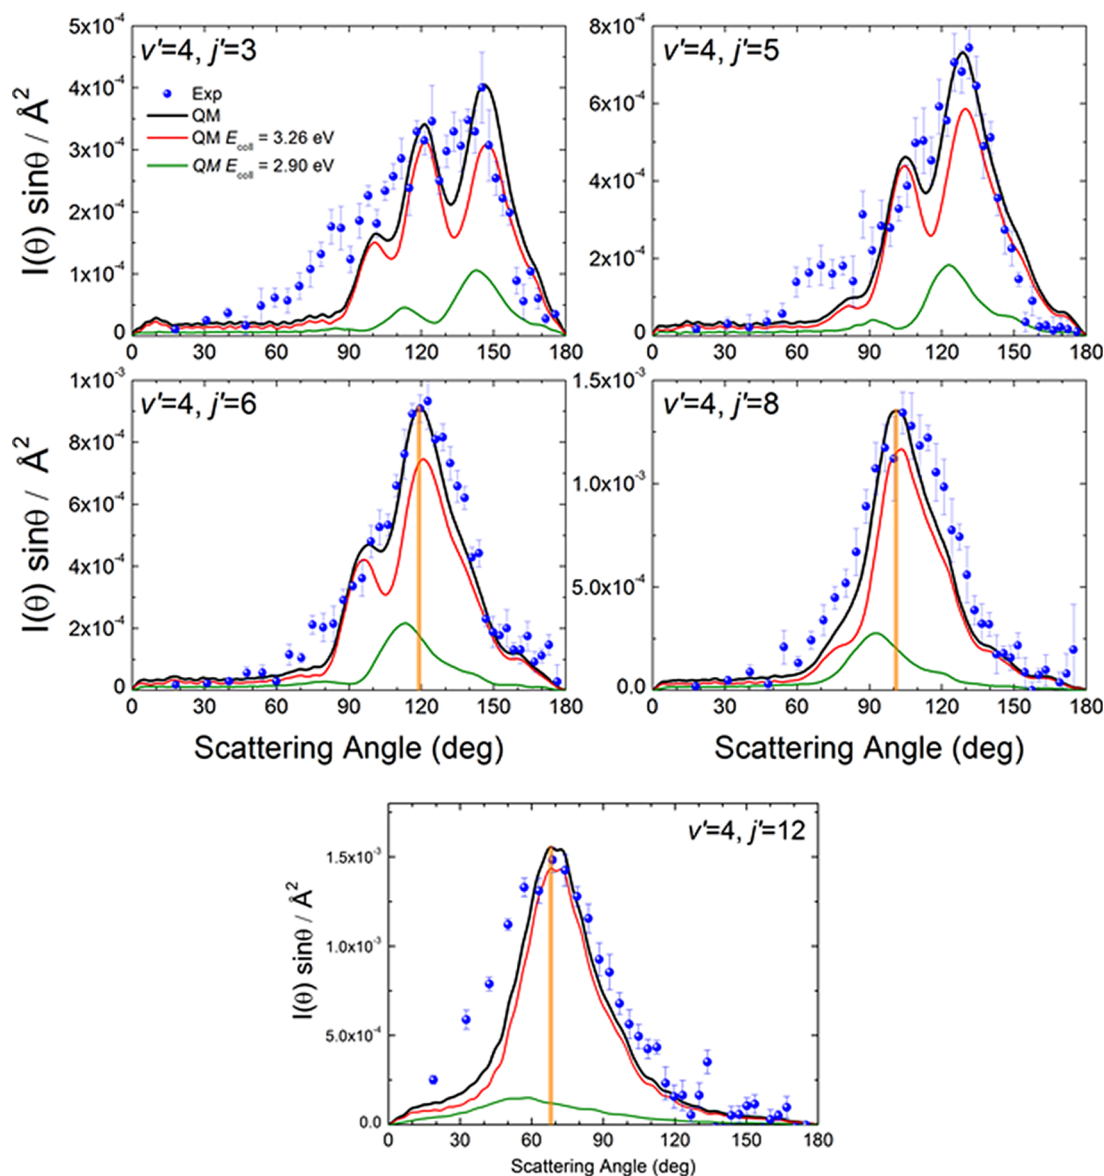 v'=4, j'=3
Exp
QM
QM E_coll = 3.26 eV
QM E_coll = 2.90 eV
I(θ) sinθ / Å²
5x10⁻⁴
4x10⁻⁴
3x10⁻⁴
2x10⁻⁴
1x10⁻⁴
0
0 30 60 90 120 150 180
v'=4, j'=5
8x10⁻⁴
6x10⁻⁴
4x10⁻⁴
2x10⁻⁴
0
0 30 60 90 120 150 180
v'=4, j'=6
I(θ) sinθ / Å²
1x10⁻³
8x10⁻⁴
6x10⁻⁴
4x10⁻⁴
2x10⁻⁴
0
0 30 60 90 120 150 180
Scattering Angle (deg)
v'=4, j'=8
1.5x10⁻³
1.0x10⁻³
5.0x10⁻⁴
0.0
0 30 60 90 120 150 180
Scattering Angle (deg)
v'=4, j'=12
I(θ) sinθ / Å²
1.5x10⁻³
1.0x10⁻³
5.0x10⁻⁴
0.0
0 30 60 90 120 150 180
Scattering Angle (deg)